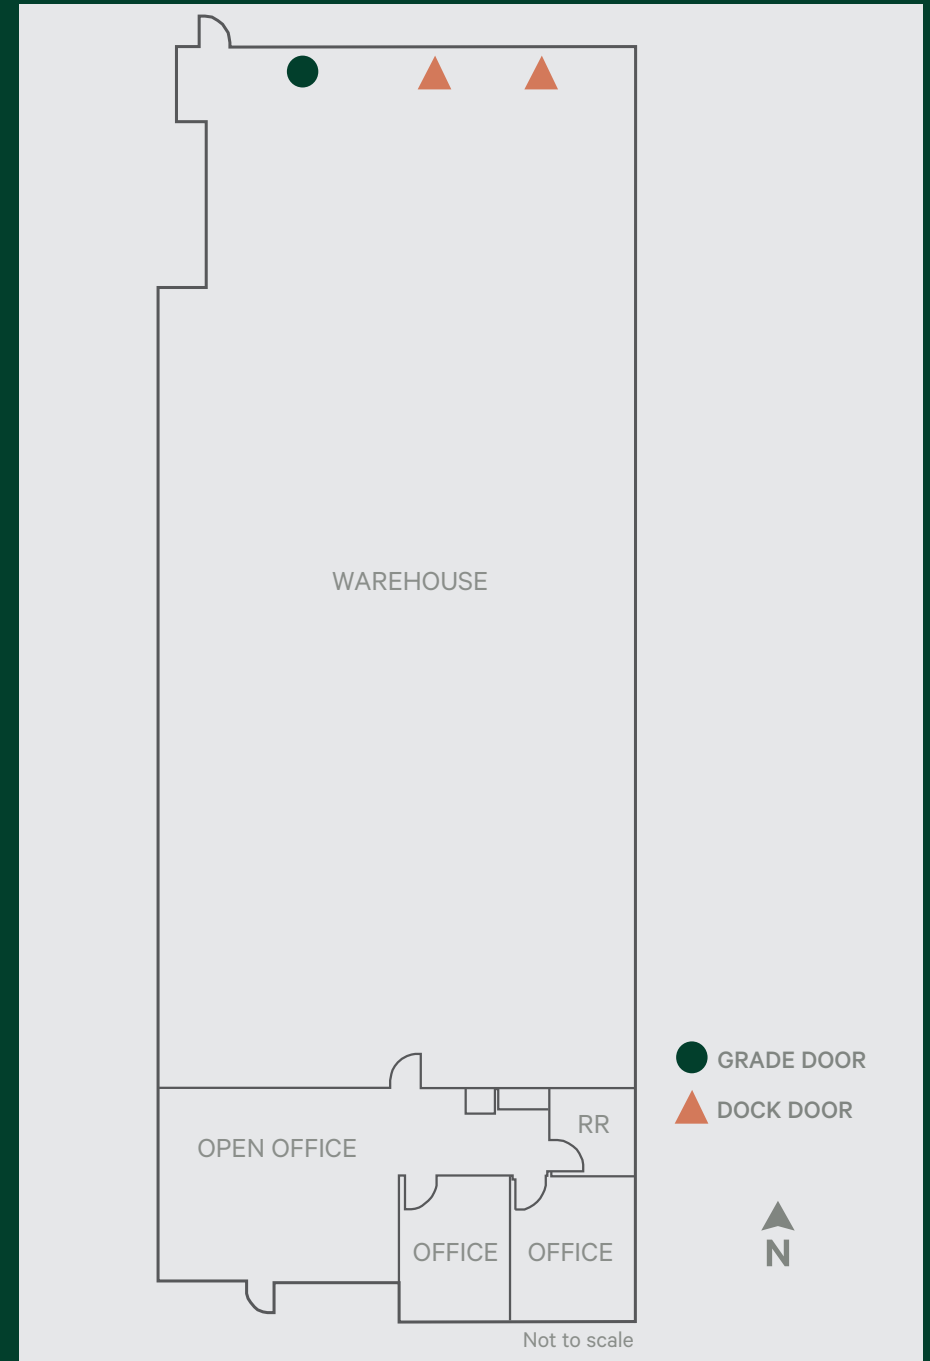 WAREHOUSE
GRADE DOOR
DOCK DOOR
RR
OPEN OFFICE
OFFICE
OFFICE
N
Not to scale